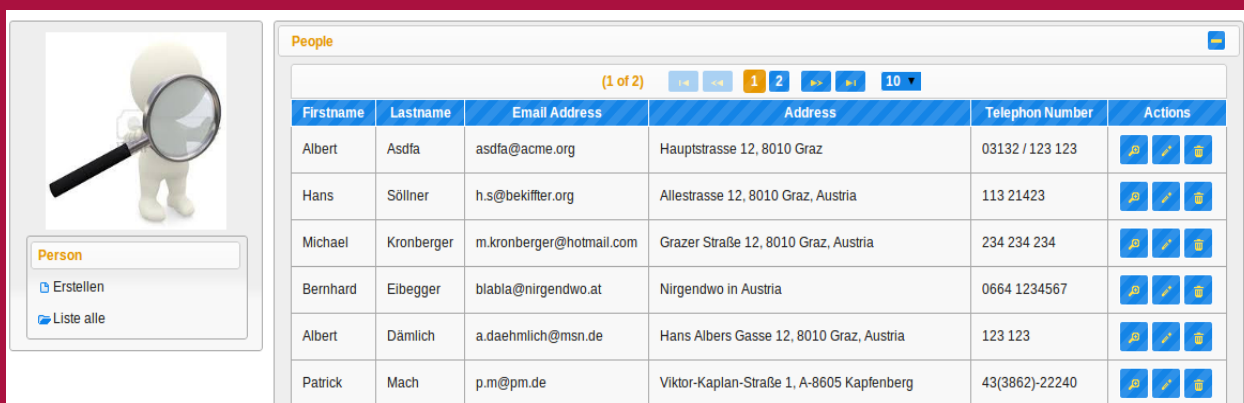 Person
Erstellen
Liste alle
People
(1 of 2) 1 2 10
Firstname Lastname Email Address Address Telephon Number Actions
Albert Asdfa asdfa@acme.org Hauptstrasse 12, 8010 Graz 03132 / 123 123
Hans Söllner h.s@bekiffter.org Allestrasse 12, 8010 Graz, Austria 113 21423
Michael Kronberger m.kronberger@hotmail.com Grazer Straße 12, 8010 Graz, Austria 234 234 234
Bernhard Eibegger blabla@nirgendwo.at Nirgendwo in Austria 0664 1234567
Albert Dämlich a.daehmlich@msn.de Hans Albers Gasse 12, 8010 Graz, Austria 123 123
Patrick Mach p.m@pm.de Viktor-Kaplan-Straße 1, A-8605 Kapfenberg 43(3862)-22240